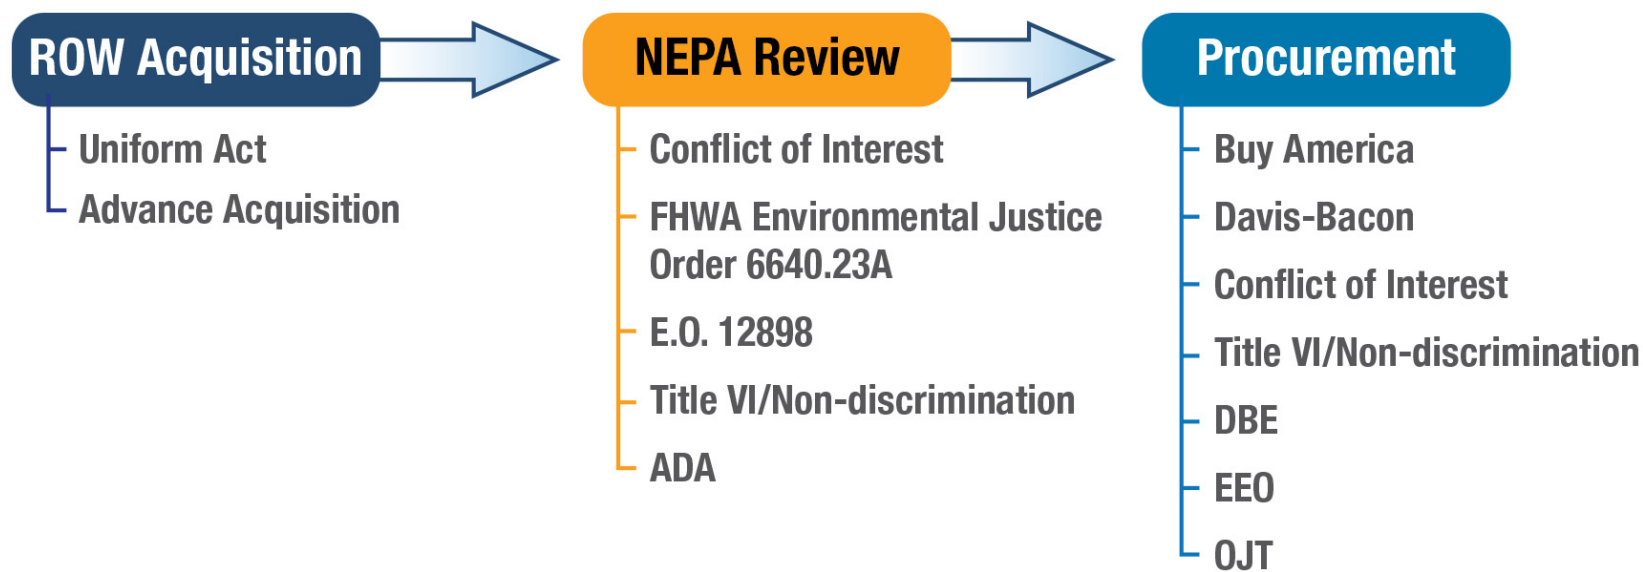 ROW Acquisition
Uniform Act
Advance Acquisition
NEPA Review
Conflict of Interest
FHWA Environmental Justice
Order 6640.23A
E.O. 12898
Title VI/Non-discrimination
ADA
Procurement
Buy America
Davis-Bacon
Conflict of Interest
Title VI/Non-discrimination
DBE
EEO
OJT